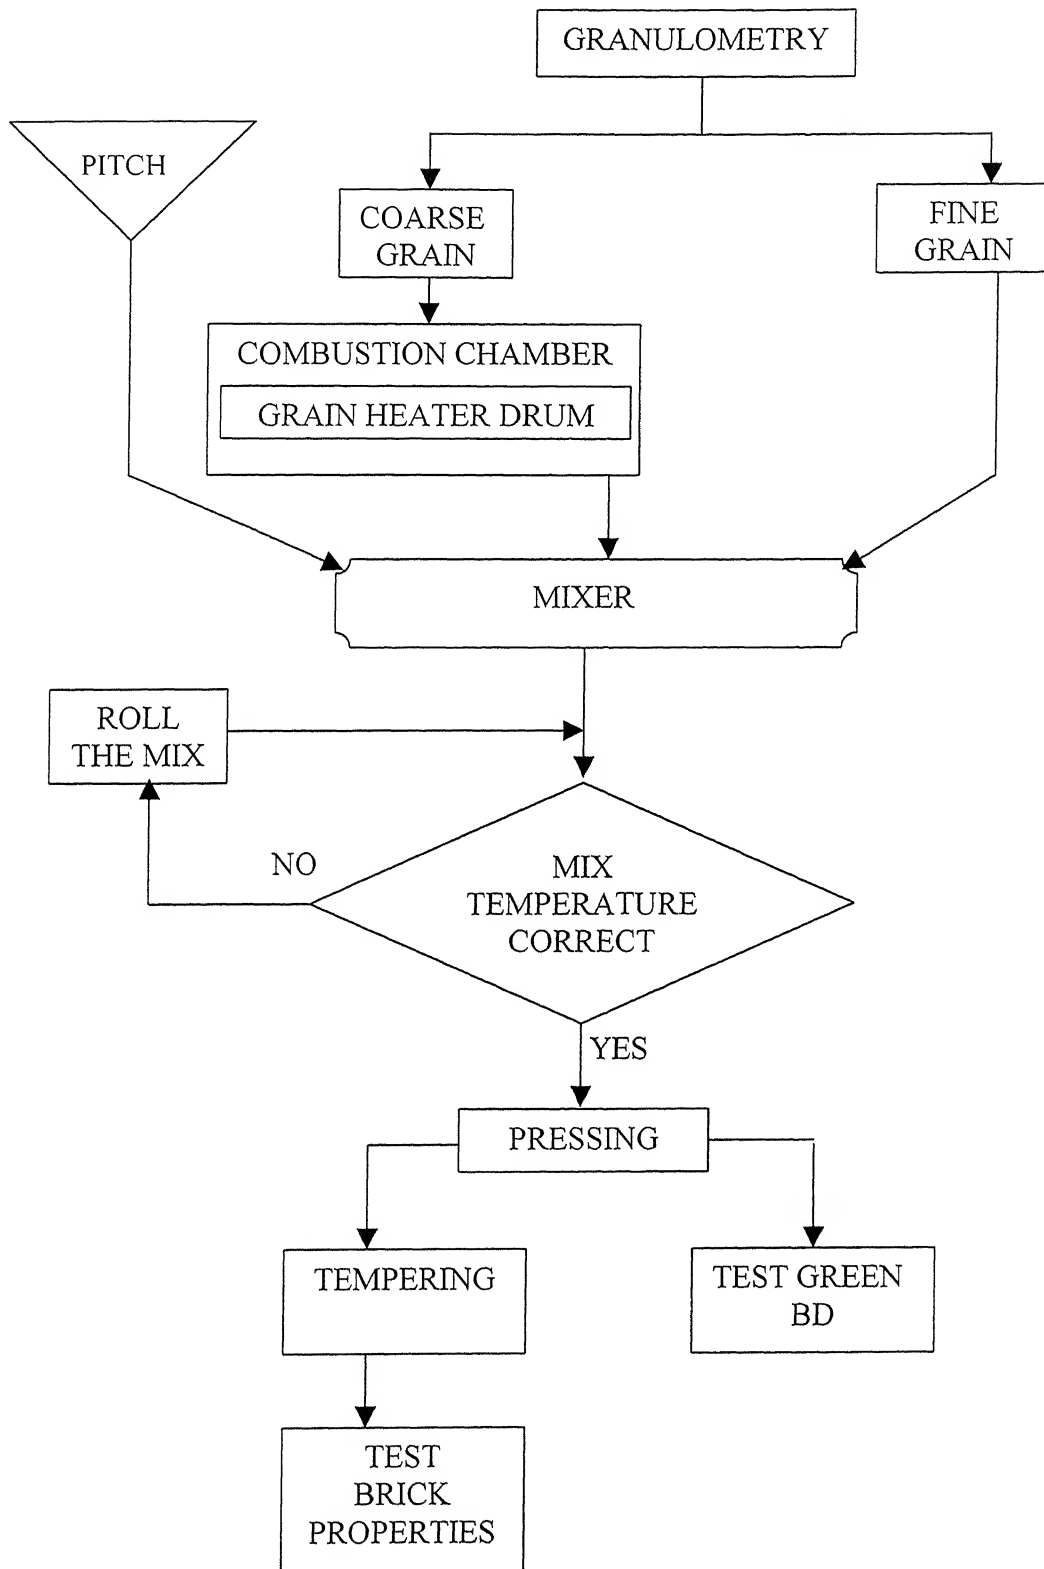 GRANULOMETRY
PITCH
COARSE
GRAIN
FINE
GRAIN
COMBUSTION CHAMBER
GRAIN HEATER DRUM
MIXER
ROLL
THE MIX
NO
MIX
TEMPERATURE
CORRECT
YES
PRESSING
TEMPERING
TEST GREEN
BD
TEST
BRICK
PROPERTIES